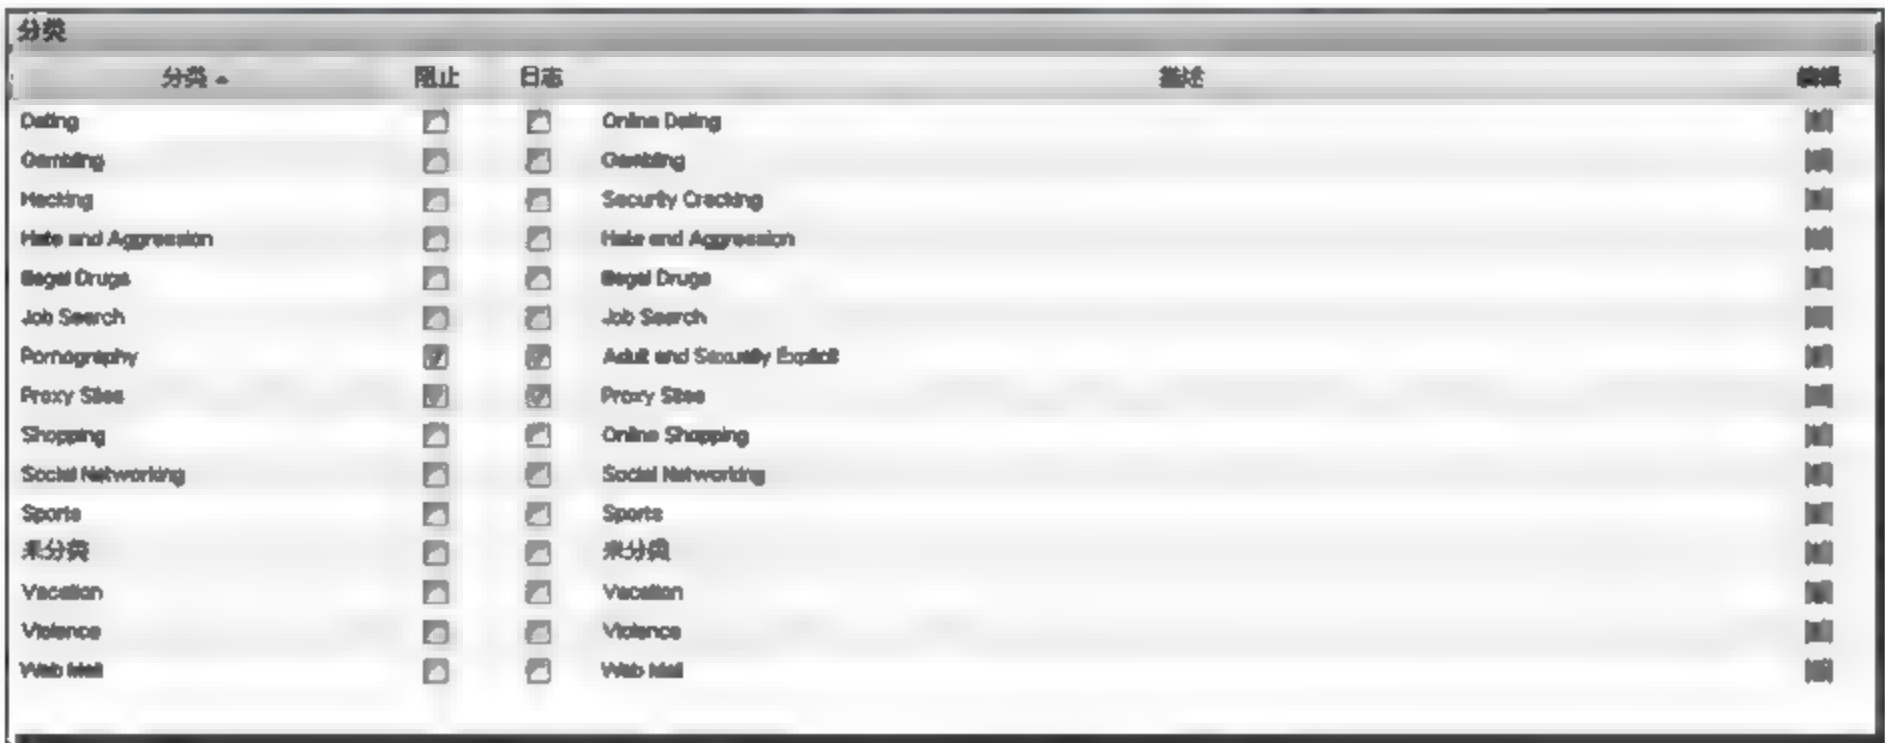 分类
分类 阻止 日志 描述 编辑
Dating Online Dating
Gambling Gambling
Hacking Security Cracking
Hate and Aggression Hate and Aggression
Illegal Drugs Illegal Drugs
Job Search Job Search
Pornography Adult and Sexually Explicit
Proxy Sites Proxy Sites
Shopping Online Shopping
Social Networking Social Networking
Sports Sports
未分类 未分类
Vacation Vacation
Violence Violence
Web Mail Web Mail